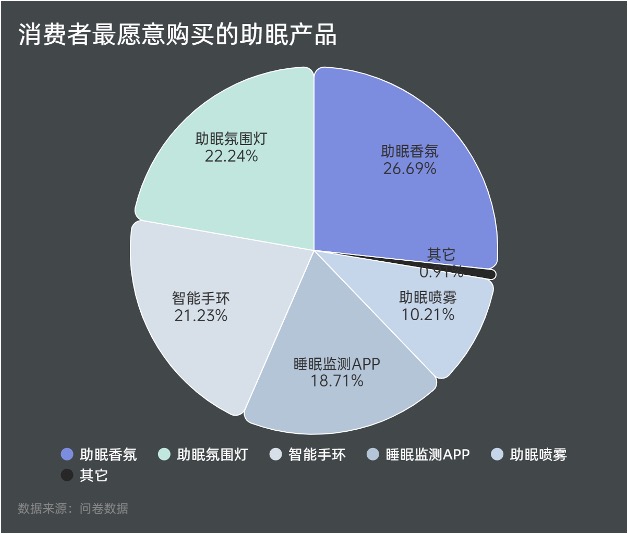 消费者最愿意购买的助眠产品
助眠氛围灯
22.24%
助眠香氛
26.69%
其它
0.91%
助眠喷雾
10.21%
智能手环
21.23%
睡眠监测APP
18.71%
助眠香氛 助眠氛围灯 智能手环 睡眠监测APP 助眠喷雾
其它
数据来源：问卷数据